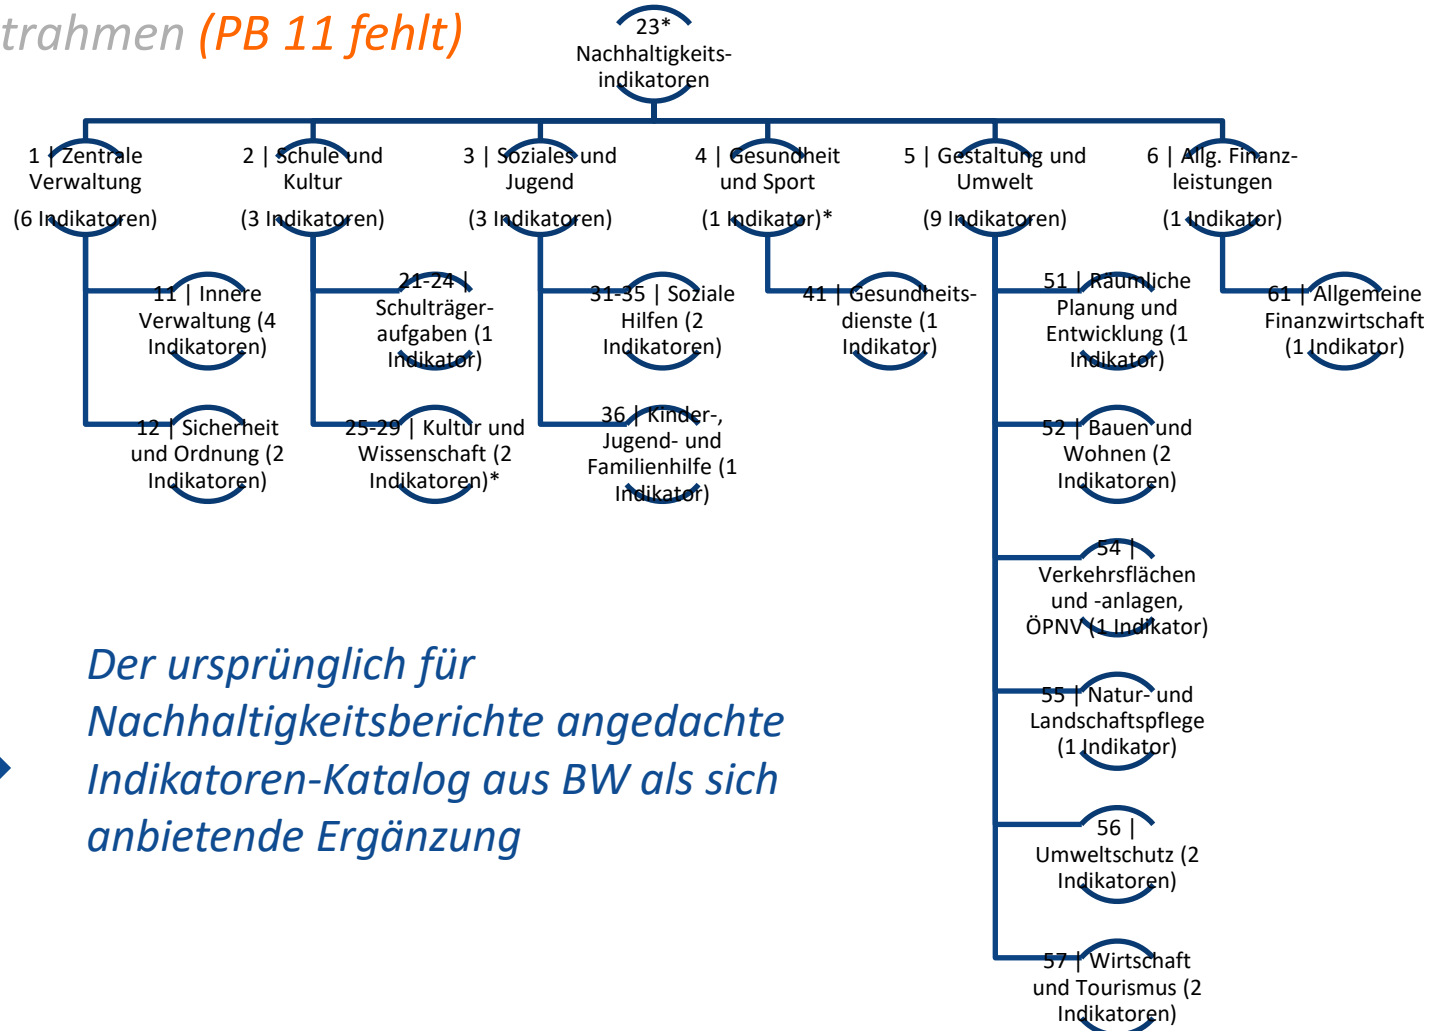 trahmen (PB 11 fehlt)
23*
Nachhaltigkeits-
indikatoren
1 | Zentrale
Verwaltung
(6 Indikatoren)
11 | Innere
Verwaltung (4
Indikatoren)
12 | Sicherheit
und Ordnung (2
Indikatoren)
2 | Schule und
Kultur
(3 Indikatoren)
21-24 |
Schulträger-
aufgaben (1
Indikator)
25-29 | Kultur und
Wissenschaft (2
Indikatoren)*
3 | Soziales und
Jugend
(3 Indikatoren)
31-35 | Soziale
Hilfen (2
Indikatoren)
36 | Kinder-,
Jugend- und
Familienhilfe (1
Indikator)
4 | Gesundheit
und Sport
(1 Indikator)*
41 | Gesundheits-
dienste (1
Indikator)
5 | Gestaltung und
Umwelt
(9 Indikatoren)
51 | Räumliche
Planung und
Entwicklung (1
Indikator)
52 | Bauen und
Wohnen (2
Indikatoren)
54 |
Verkehrsflächen
und -anlagen,
ÖPNV (1 Indikator)
55 | Natur- und
Landschaftspflege
(1 Indikator)
56 |
Umweltschutz (2
Indikatoren)
57 | Wirtschaft
und Tourismus (2
Indikatoren)
6 | Allg. Finanz-
leistungen
(1 Indikator)
61 | Allgemeine
Finanzwirtschaft
(1 Indikator)
Der ursprünglich für
Nachhaltigkeitsberichte angedachte
Indikatoren-Katalog aus BW als sich
anbietende Ergänzung